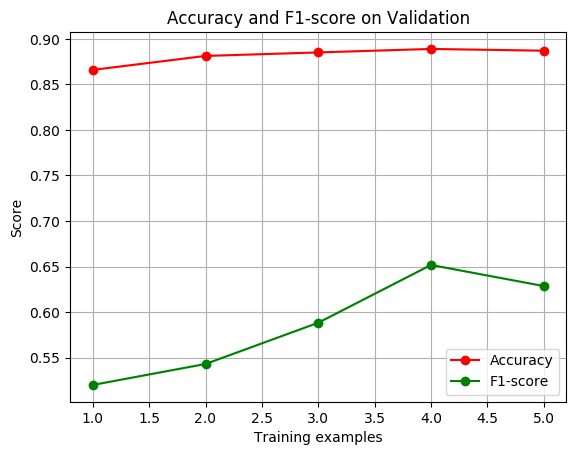 Accuracy and F1-score on Validation
Score
0.90
0.85
0.80
0.75
0.70
0.65
0.60
0.55
1.0 1.5 2.0 2.5 3.0 3.5 4.0 4.5 5.0
Training examples
Accuracy
F1-score